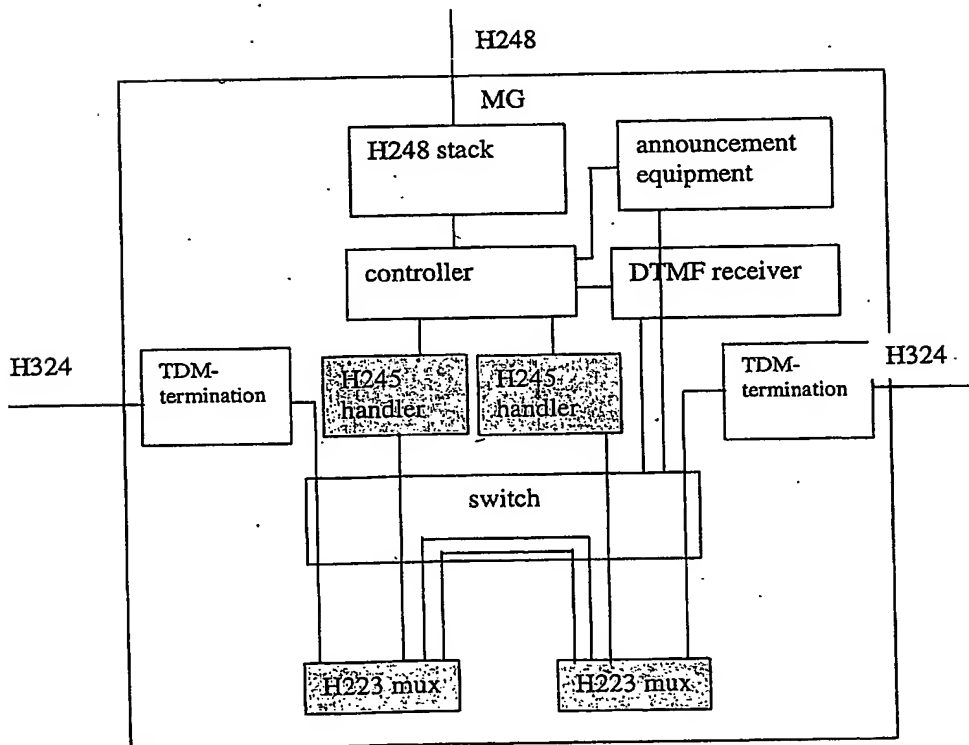 H248
MG
H248 stack
announcement
equipment
controller
DTMF receiver
H324
TDM-
termination
H245
handler
H245
handler
TDM-
termination
H324
switch
H223 mux
H223 mux